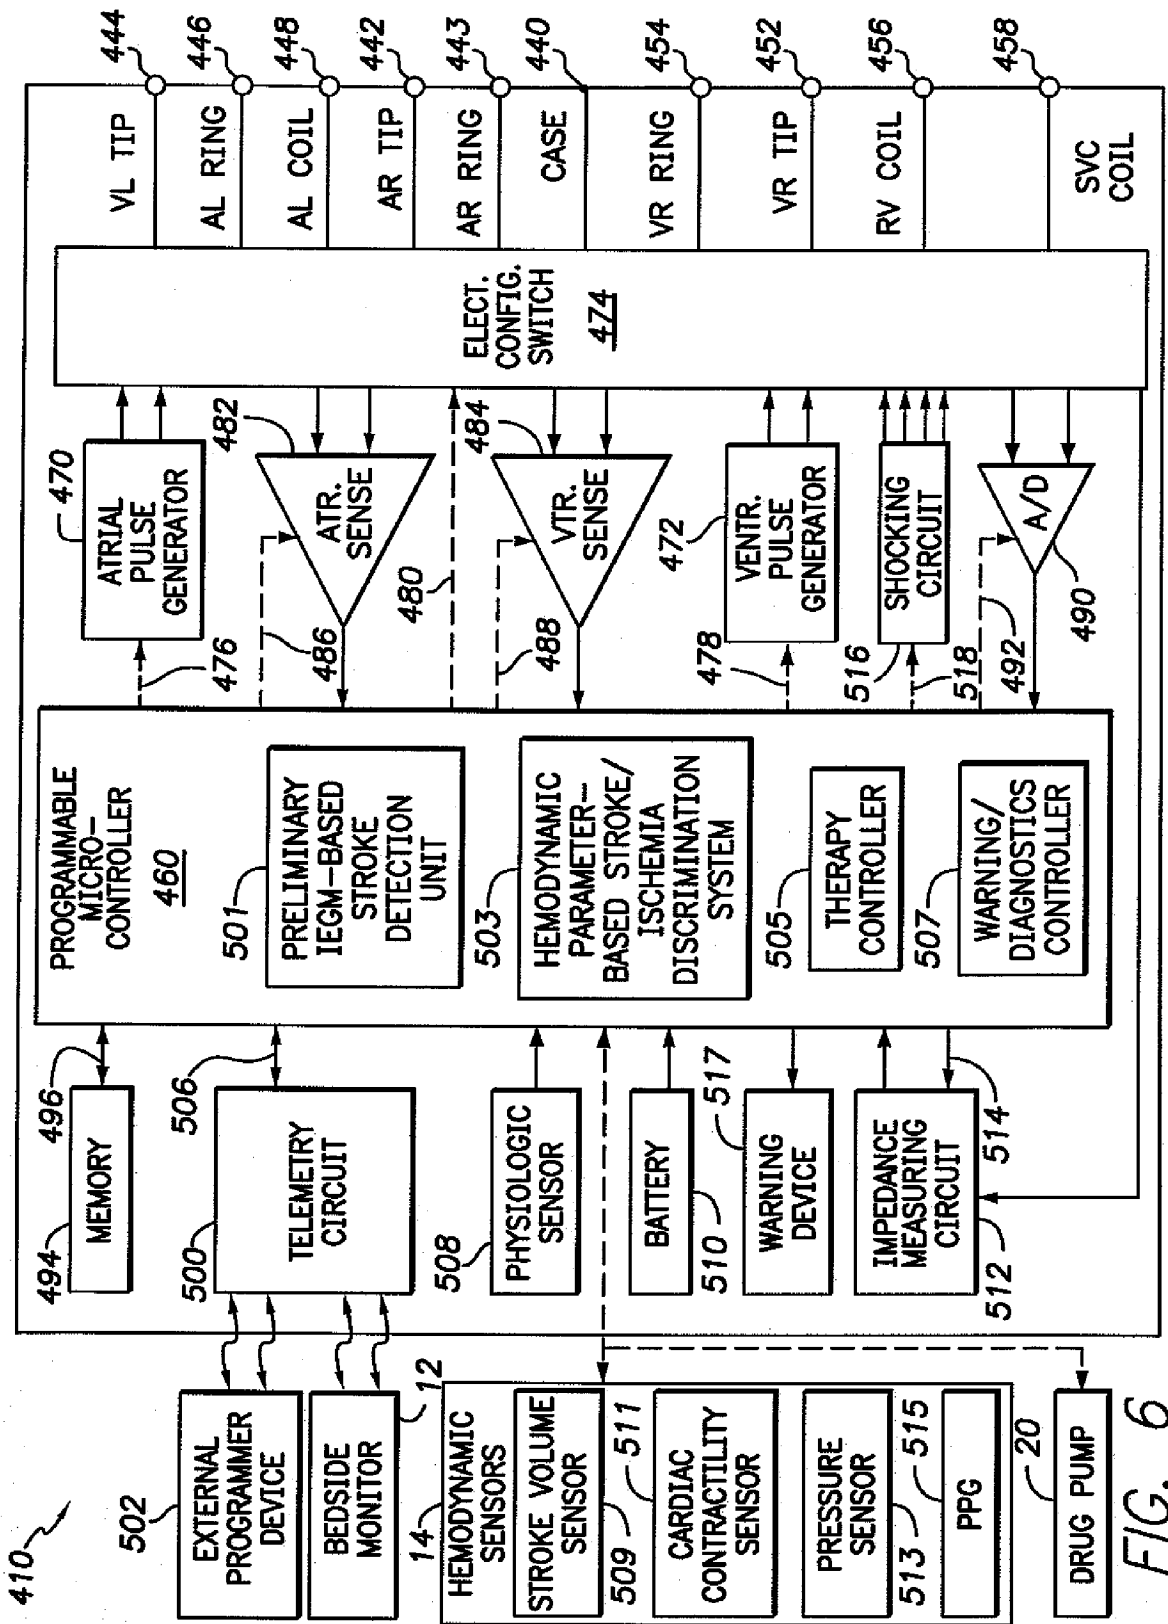 410
502
EXTERNAL
PROGRAMMER
DEVICE
BEDSIDE
MONITOR
12
14
HEMODYNAMIC
SENSORS
STROKE VOLUME
SENSOR
509
511
CARDIAC
CONTRACTILITY
SENSOR
PRESSURE
SENSOR
513
515
PPG
20
DRUG PUMP
494
MEMORY
496
500
TELEMETRY
CIRCUIT
506
508
PHYSIOLOGIC
SENSOR
BATTERY
510
517
WARNING
DEVICE
IMPEDANCE
MEASURING
CIRCUIT
512
514
PROGRAMMABLE
MICRO-
CONTROLLER
460
501
PRELIMINARY
IEGM-BASED
STROKE
DETECTION
UNIT
503
HEMODYNAMIC
PARAMETER-
BASED STROKE/
ISCHEMIA
DISCRIMINATION
SYSTEM
505
THERAPY
CONTROLLER
507
WARNING/
DIAGNOSTICS
CONTROLLER
470
ATRIAL
PULSE
GENERATOR
476
482
ATR.
SENSE
486
480
484
VTR.
SENSE
488
472
VENTR.
PULSE
GENERATOR
478
SHOCKING
CIRCUIT
516
518
A/D
490
492
ELECT.
CONFIG.
SWITCH
474
VL TIP
444
AL RING
446
AL COIL
448
AR TIP
442
AR RING
443
CASE
440
VR RING
454
VR TIP
452
RV COIL
456
SVC
COIL
458
FIG. 6